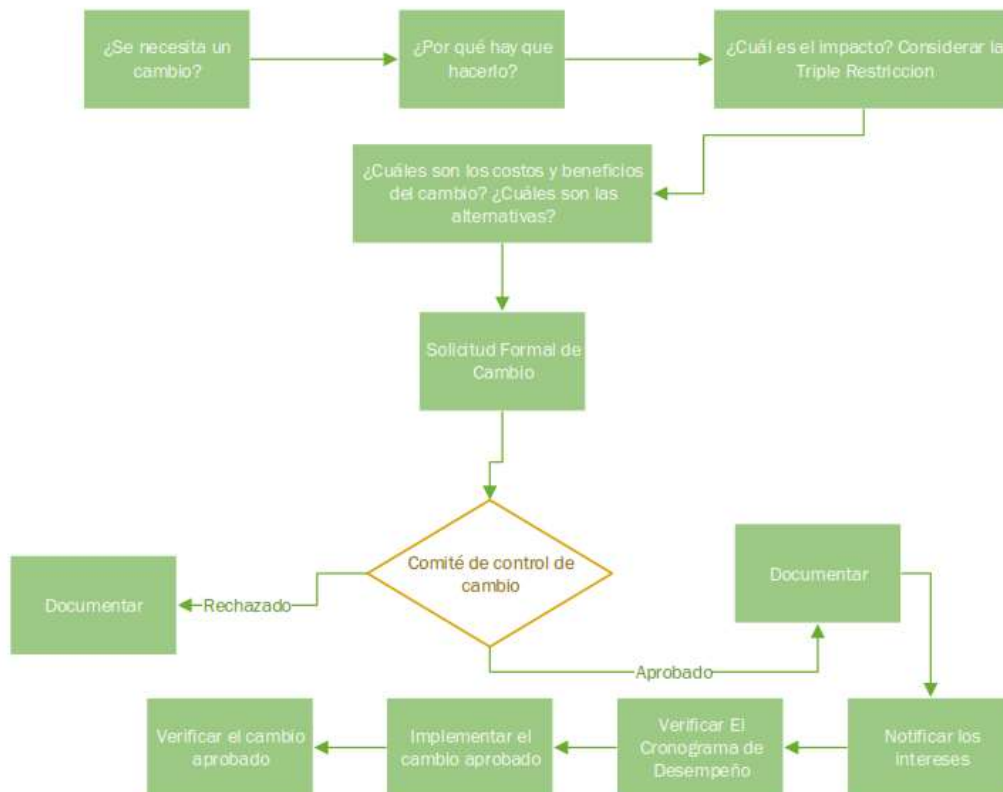 ¿Se necesita un
cambio?
¿Por qué hay que
hacerlo?
¿Cuál es el impacto? Considerar la
Triple Restriccion
¿Cuáles son los costos y beneficios
del cambio? ¿Cuáles son las
alternativas?
Solicitud Formal de
Cambio
Comité de control de
cambio
Rechazado
Documentar
Aprobado
Documentar
Notificar los
intereses
Verificar El
Cronograma de
Desempeño
Implementar el
cambio aprobado
Verificar el cambio
aprobado